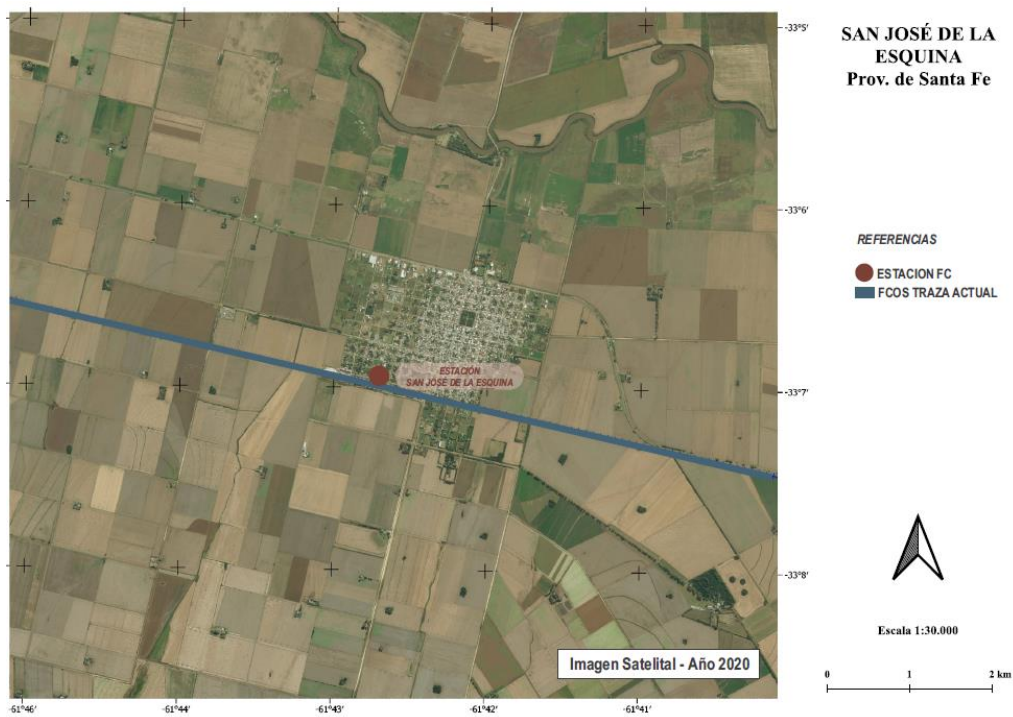 SAN JOSÉ DE LA
ESQUINA
Prov. de Santa Fe
-33°5'
-33°6'
REFERENCIAS
ESTACION FC
FCOS TRAZA ACTUAL
ESTACIÓN
SAN JOSÉ DE LA ESQUINA
-33°7'
-33°8'
Escala 1:30.000
Imagen Satelital - Año 2020
0 1 2 km
-61°46' -61°44' -61°43' -61°42' -61°41'